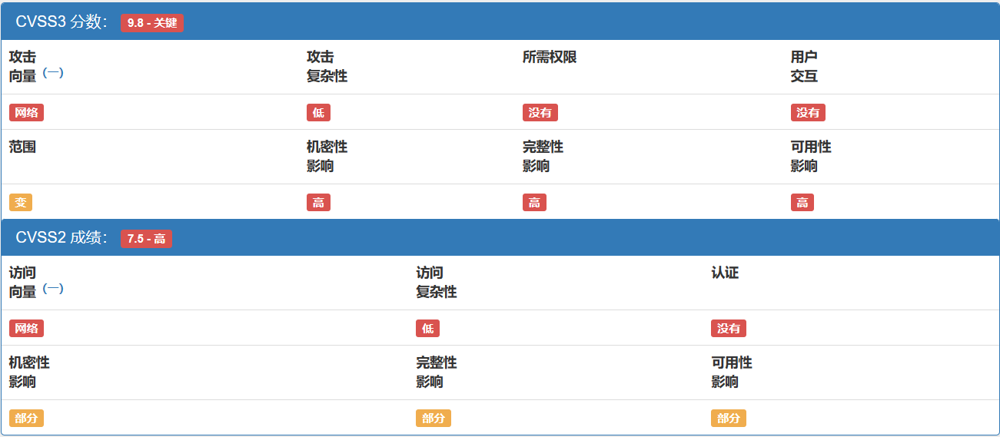 CVSS3 分数： 9.8 - 关键
攻击 攻击 所需权限 用户
向量 (一) 复杂性 交互
网络 低 没有 没有
范围 机密性 完整性 可用性
影响 影响 影响
变 高 高 高
CVSS2 成绩： 7.5 - 高
访问 访问 认证
向量 (一) 复杂性
网络 低 没有
机密性 完整性 可用性
影响 影响 影响
部分 部分 部分